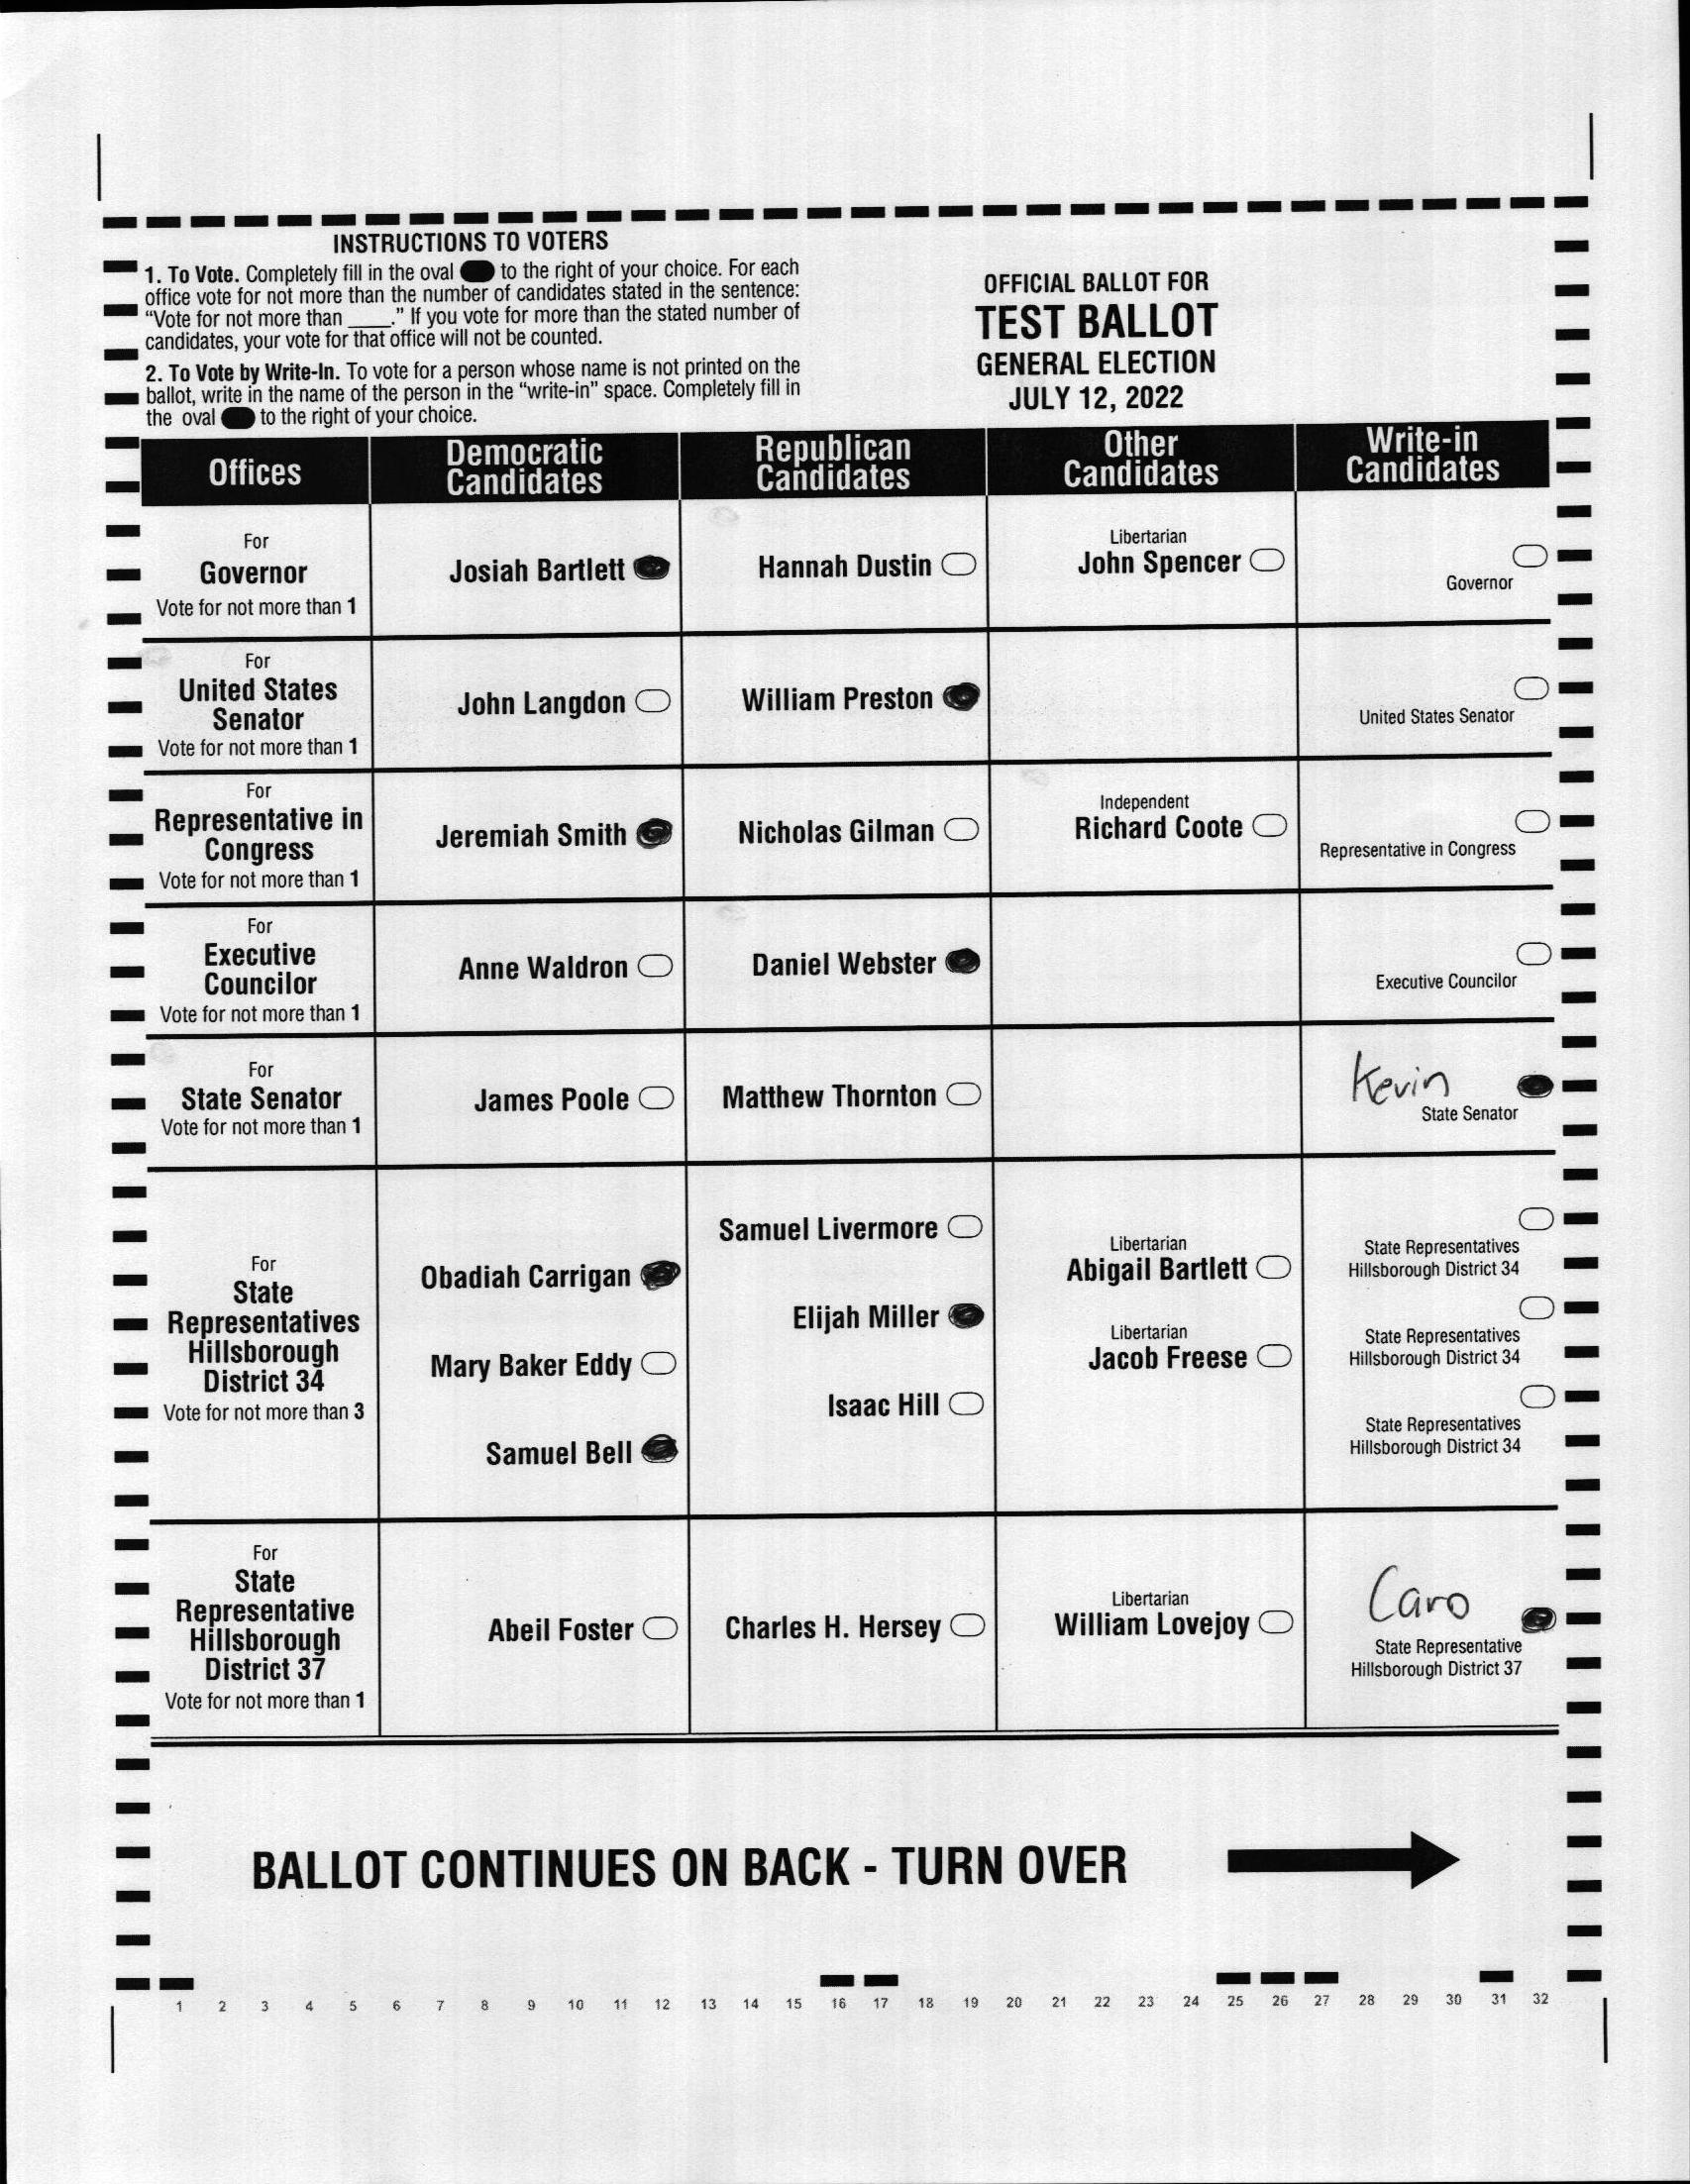 INSTRUCTIONS TO VOTERS
1. To Vote. Completely fill in the oval to the right of your choice. For each
office vote for not more than the number of candidates stated in the sentence:
“Vote for not more than ____.” If you vote for more than the stated number of
candidates, your vote for that office will not be counted.
2. To Vote by Write-In. To vote for a person whose name is not printed on the
ballot, write in the name of the person in the “write-in” space. Completely fill in
the oval to the right of your choice.
OFFICIAL BALLOT FOR
TEST BALLOT
GENERAL ELECTION
JULY 12, 2022
Offices
Democratic
Candidates
Republican
Candidates
Other
Candidates
Write-in
Candidates
For
Governor
Vote for not more than 1
Josiah Bartlett
Hannah Dustin
Libertarian
John Spencer
Governor
For
United States
Senator
Vote for not more than 1
John Langdon
William Preston
United States Senator
For
Representative in
Congress
Vote for not more than 1
Jeremiah Smith
Nicholas Gilman
Independent
Richard Coote
Representative in Congress
For
Executive
Councilor
Vote for not more than 1
Anne Waldron
Daniel Webster
Executive Councilor
For
State Senator
Vote for not more than 1
James Poole
Matthew Thornton
Kevin
State Senator
For
State
Representatives
Hillsborough
District 34
Vote for not more than 3
Obadiah Carrigan
Mary Baker Eddy
Samuel Bell
Samuel Livermore
Elijah Miller
Isaac Hill
Libertarian
Abigail Bartlett
Libertarian
Jacob Freese
State Representatives
Hillsborough District 34
State Representatives
Hillsborough District 34
State Representatives
Hillsborough District 34
For
State
Representative
Hillsborough
District 37
Vote for not more than 1
Abeil Foster
Charles H. Hersey
Libertarian
William Lovejoy
Caro
State Representative
Hillsborough District 37
BALLOT CONTINUES ON BACK - TURN OVER
1 2 3 4 5 6 7 8 9 10 11 12 13 14 15 16 17 18 19 20 21 22 23 24 25 26 27 28 29 30 31 32